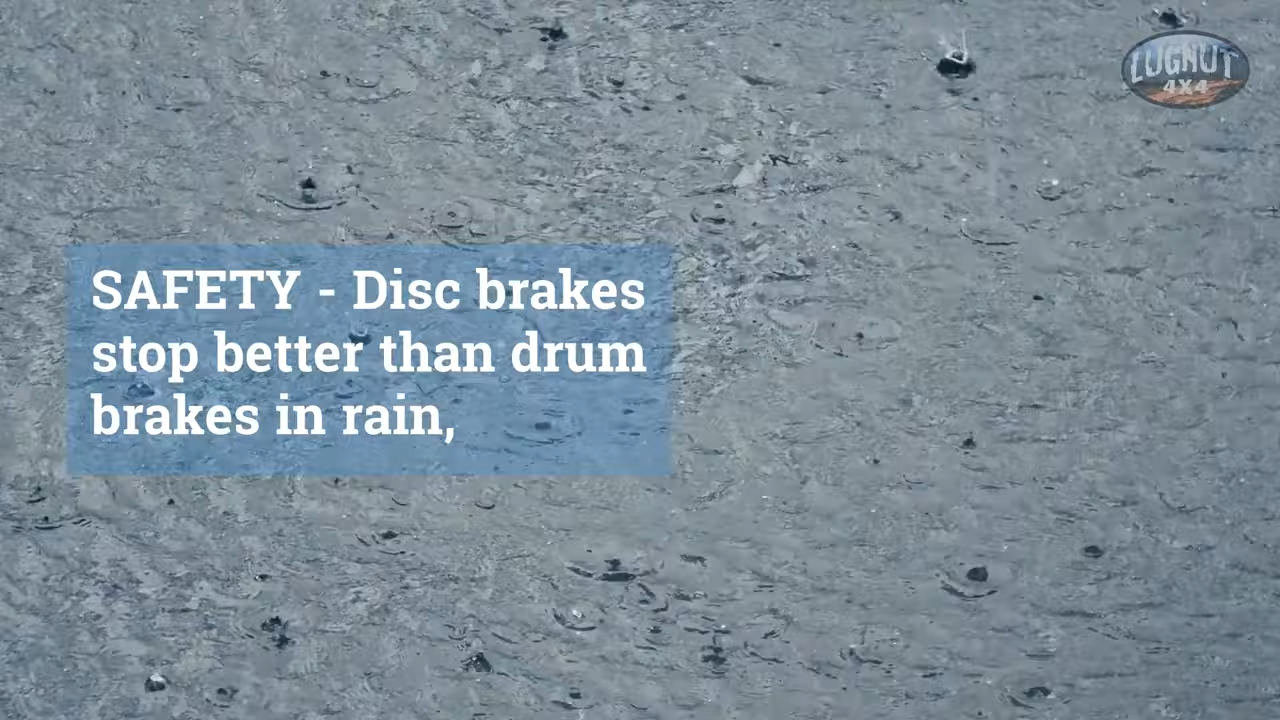 LUGNUT
4X4
SAFETY - Disc brakes
stop better than drum
brakes in rain,